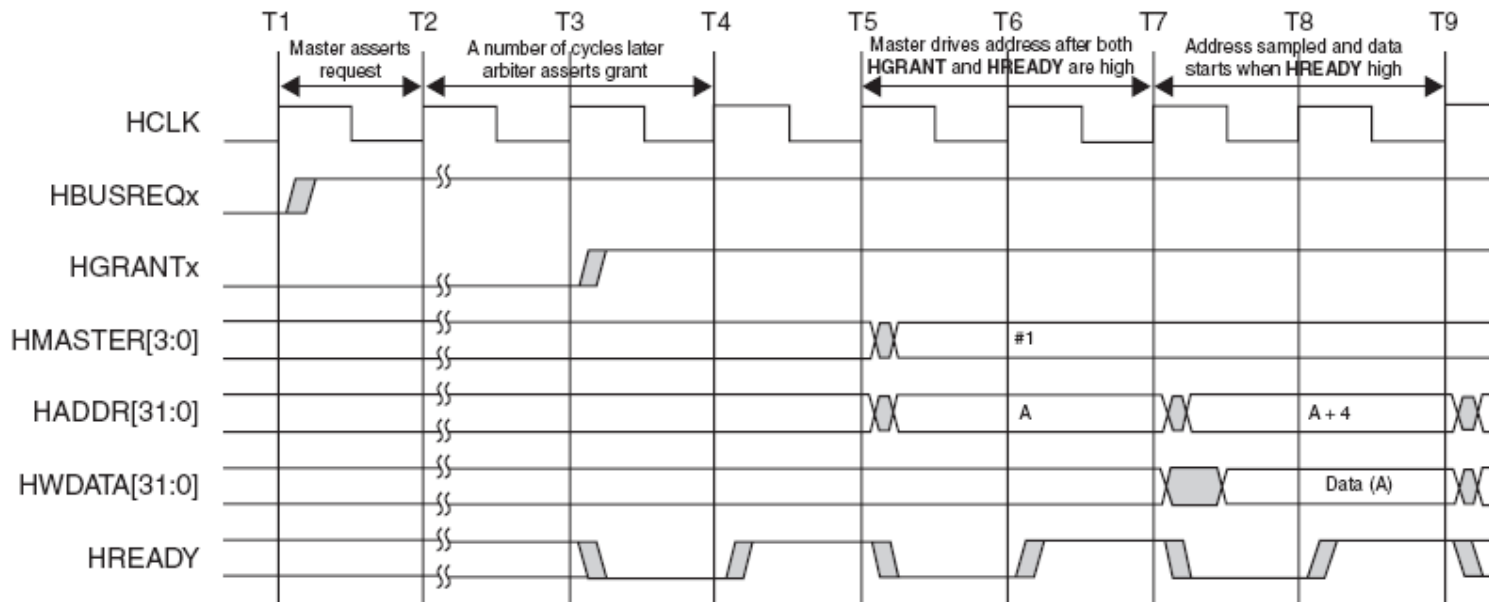 T1 T2 T3 T4 T5 T6 T7 T8 T9
Master asserts
request
A number of cycles later
arbiter asserts grant
Master drives address after both
HGRANT and HREADY are high
Address sampled and data
starts when HREADY high
HCLK
HBUSREQx
HGRANTx
HMASTER[3:0] #1
HADDR[31:0] A A + 4
HWDATA[31:0] Data (A)
HREADY